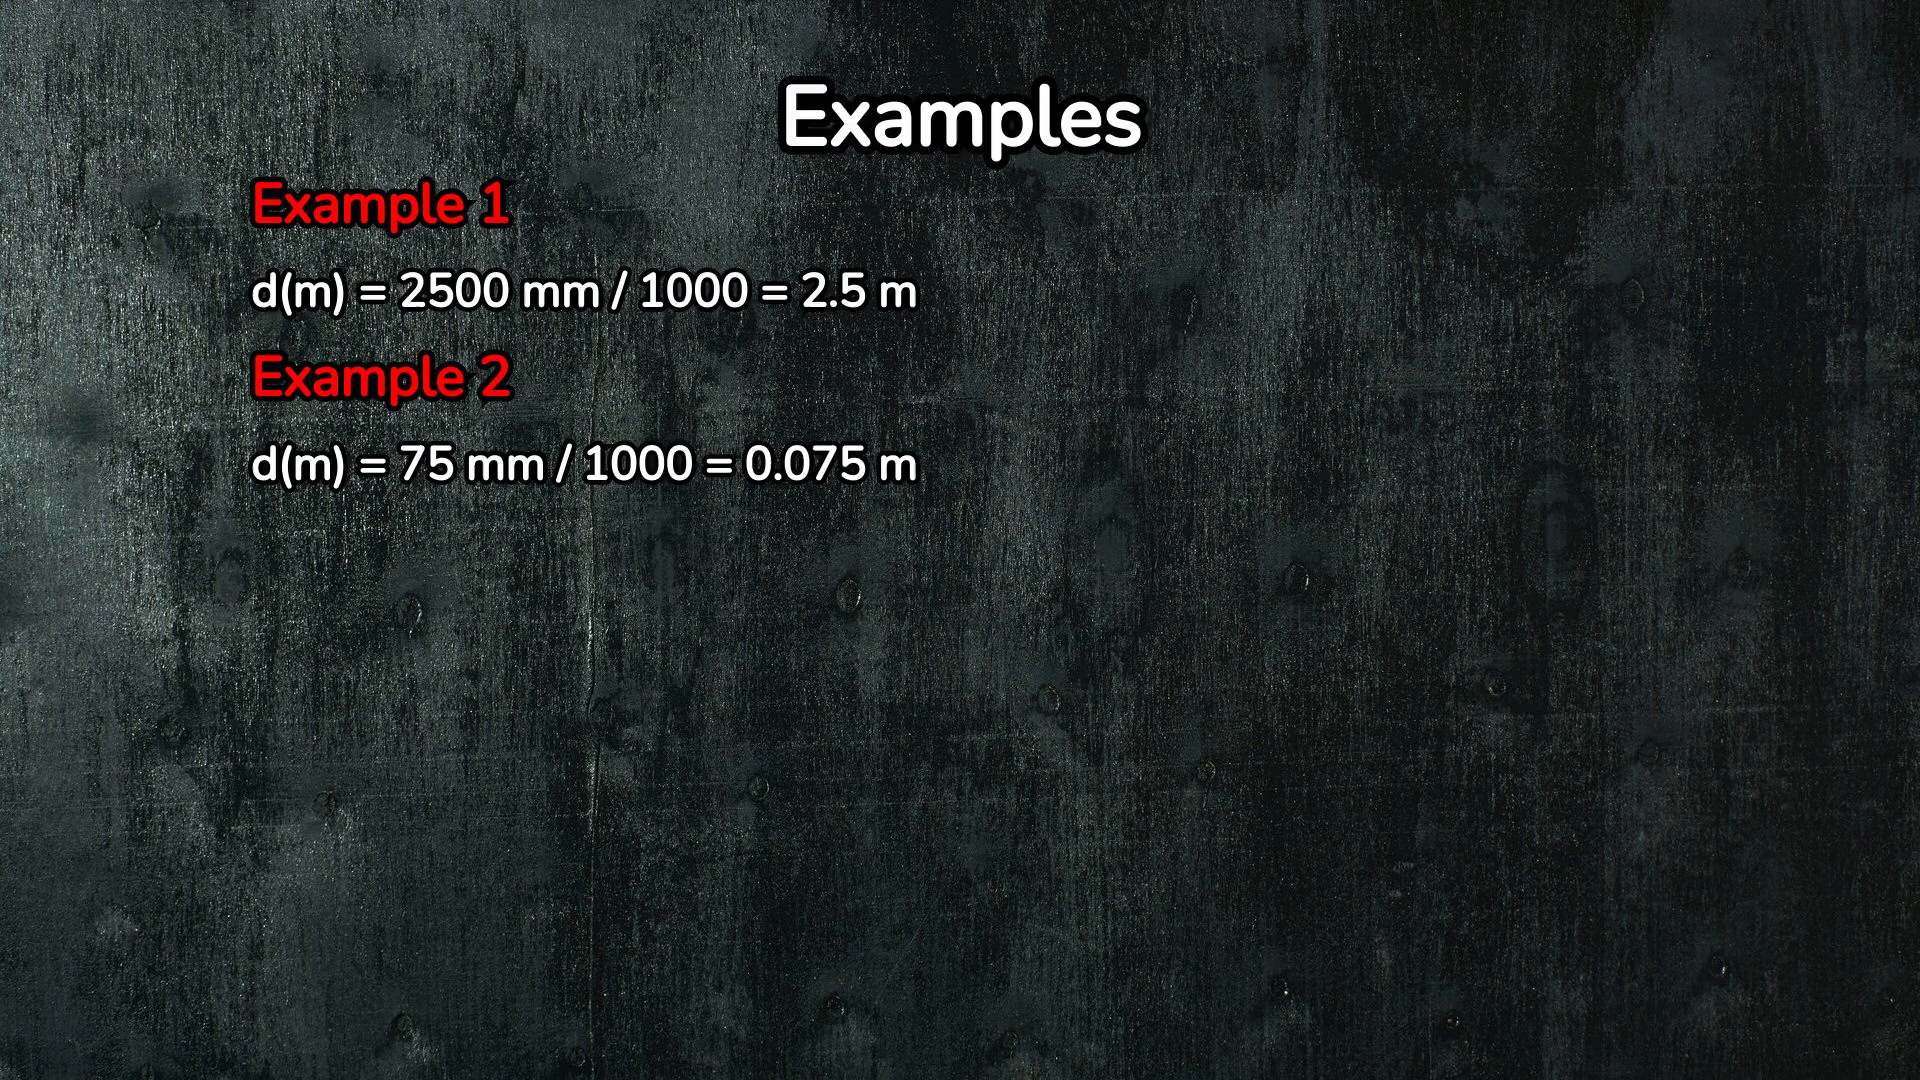 Examples
Example 1
d(m) = 2500 mm / 1000 = 2.5 m
Example 2
d(m) = 75 mm / 1000 = 0.075 m